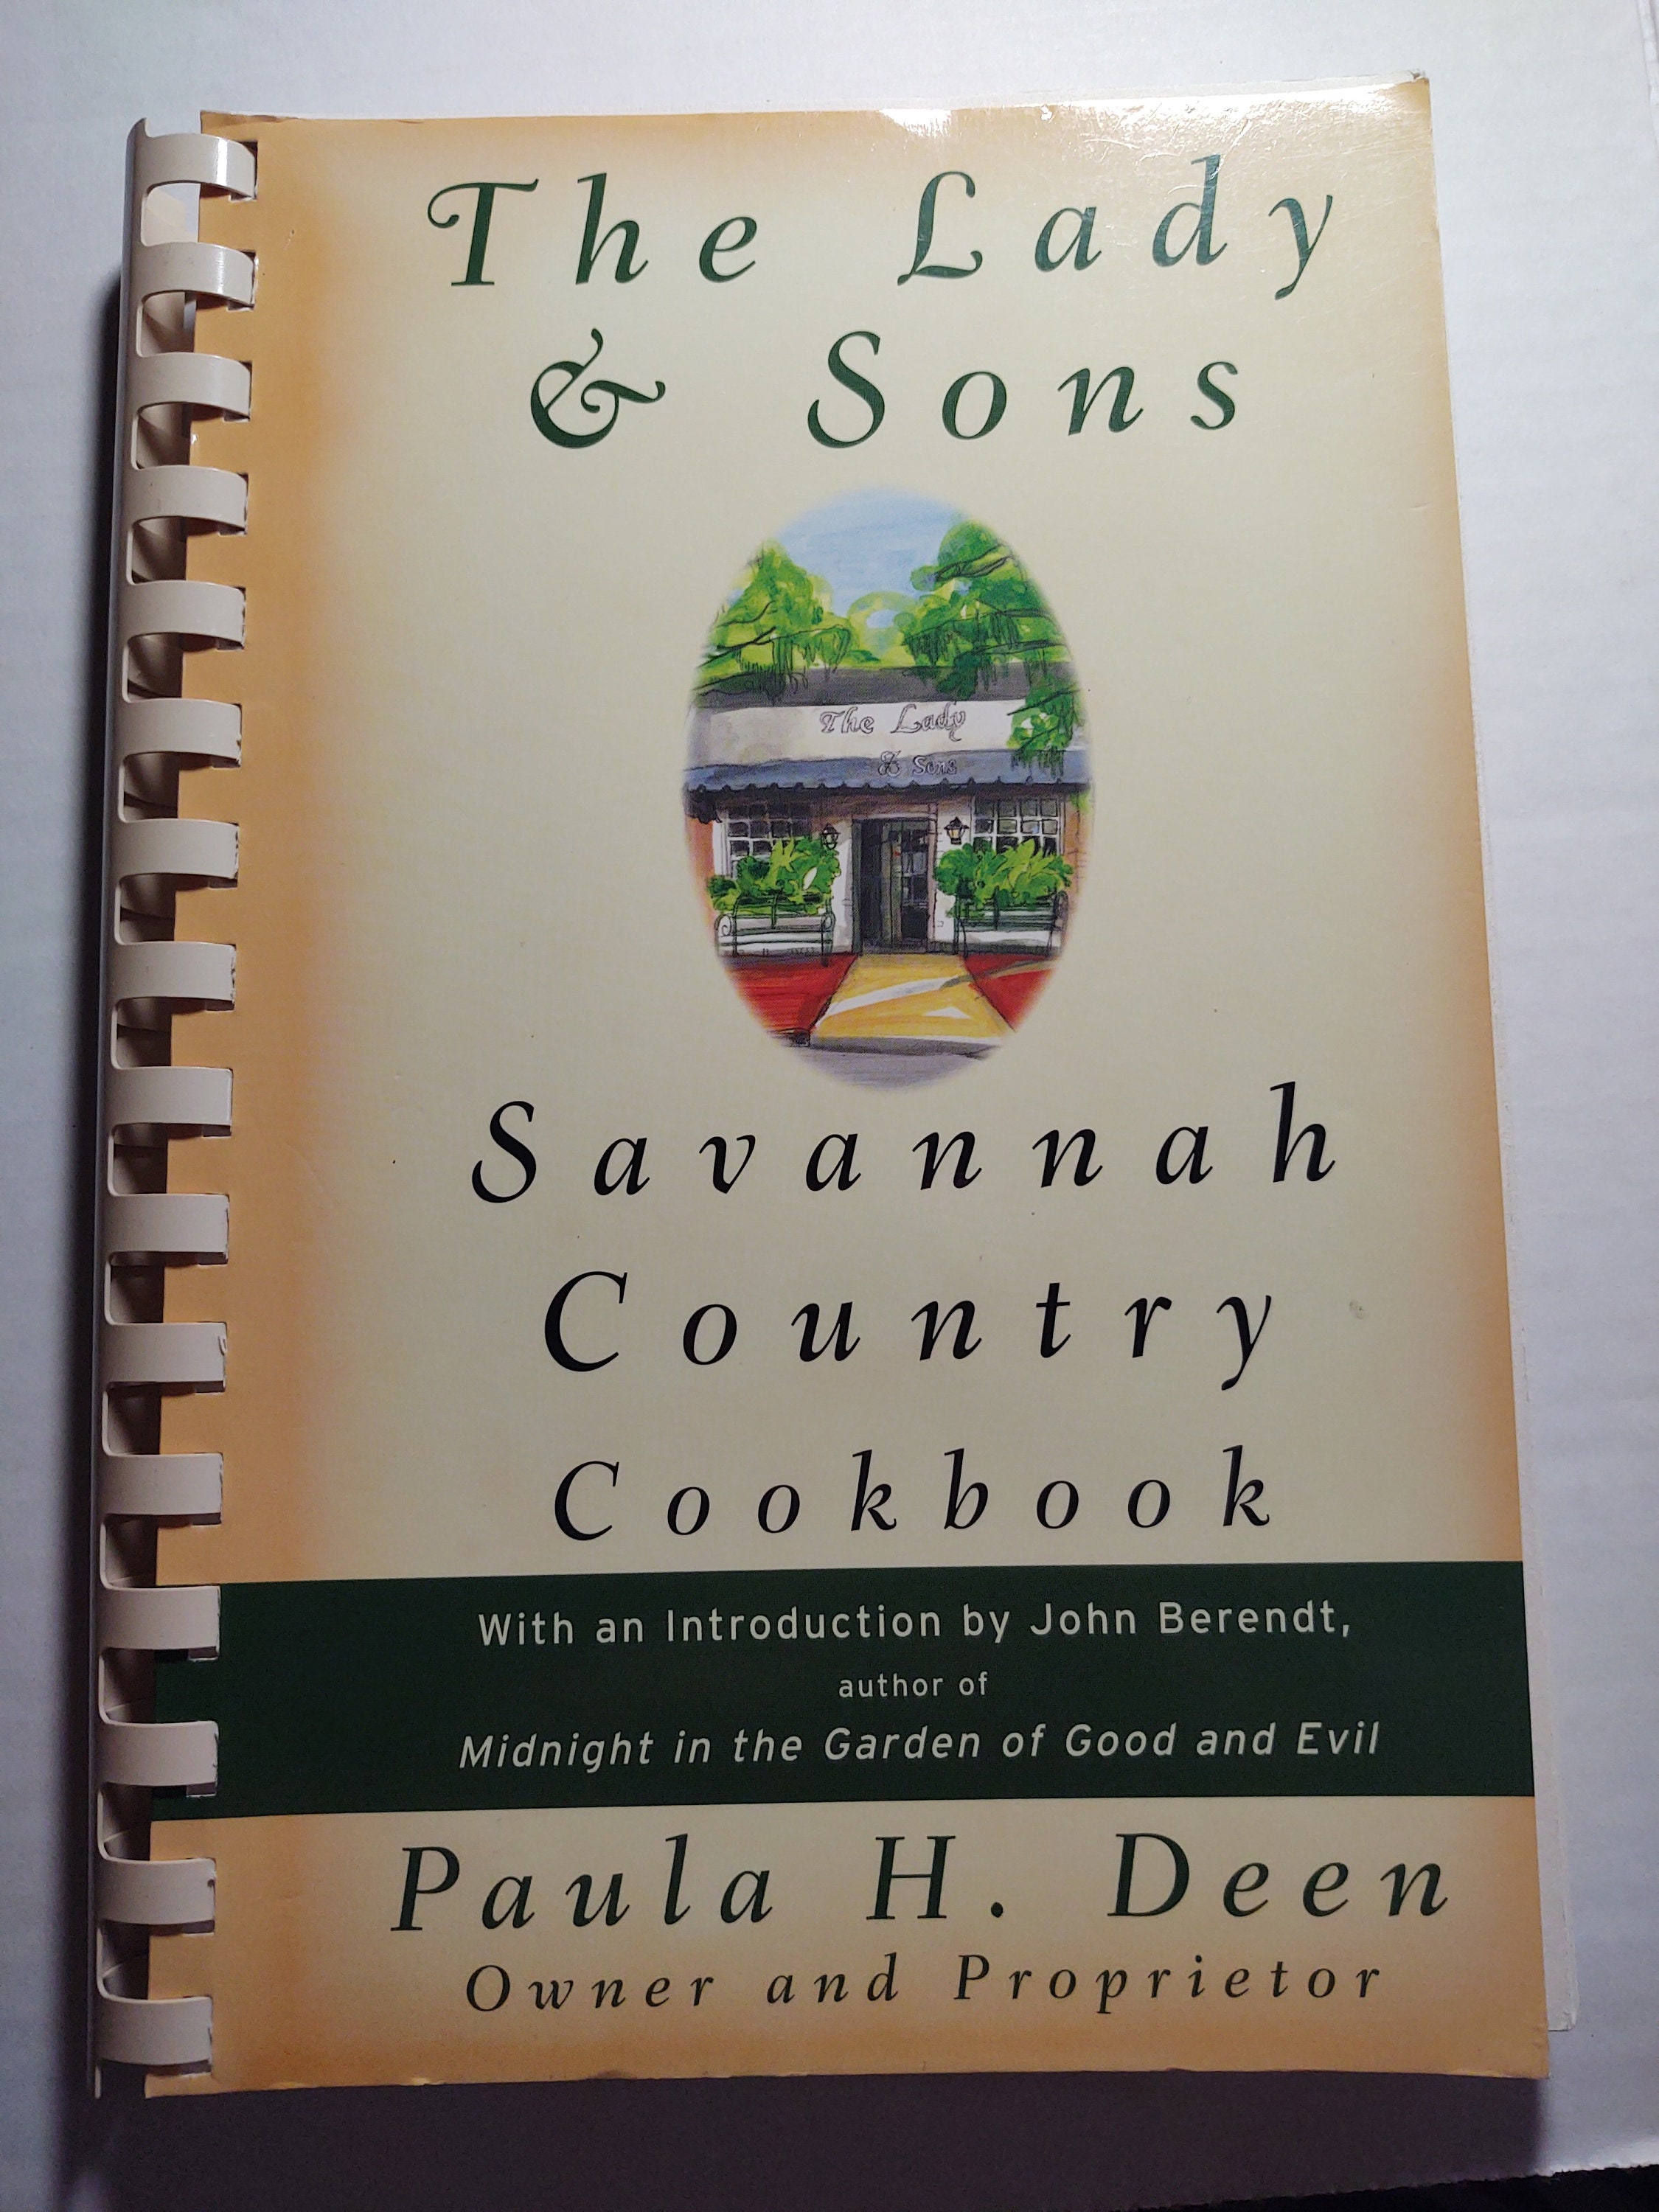 The Lady
& Sons
The Lady
& Sons
Savannah
Country
Cookbook
With an Introduction by John Berendt,
author of
Midnight in the Garden of Good and Evil
Paula H. Deen
Owner and Proprietor